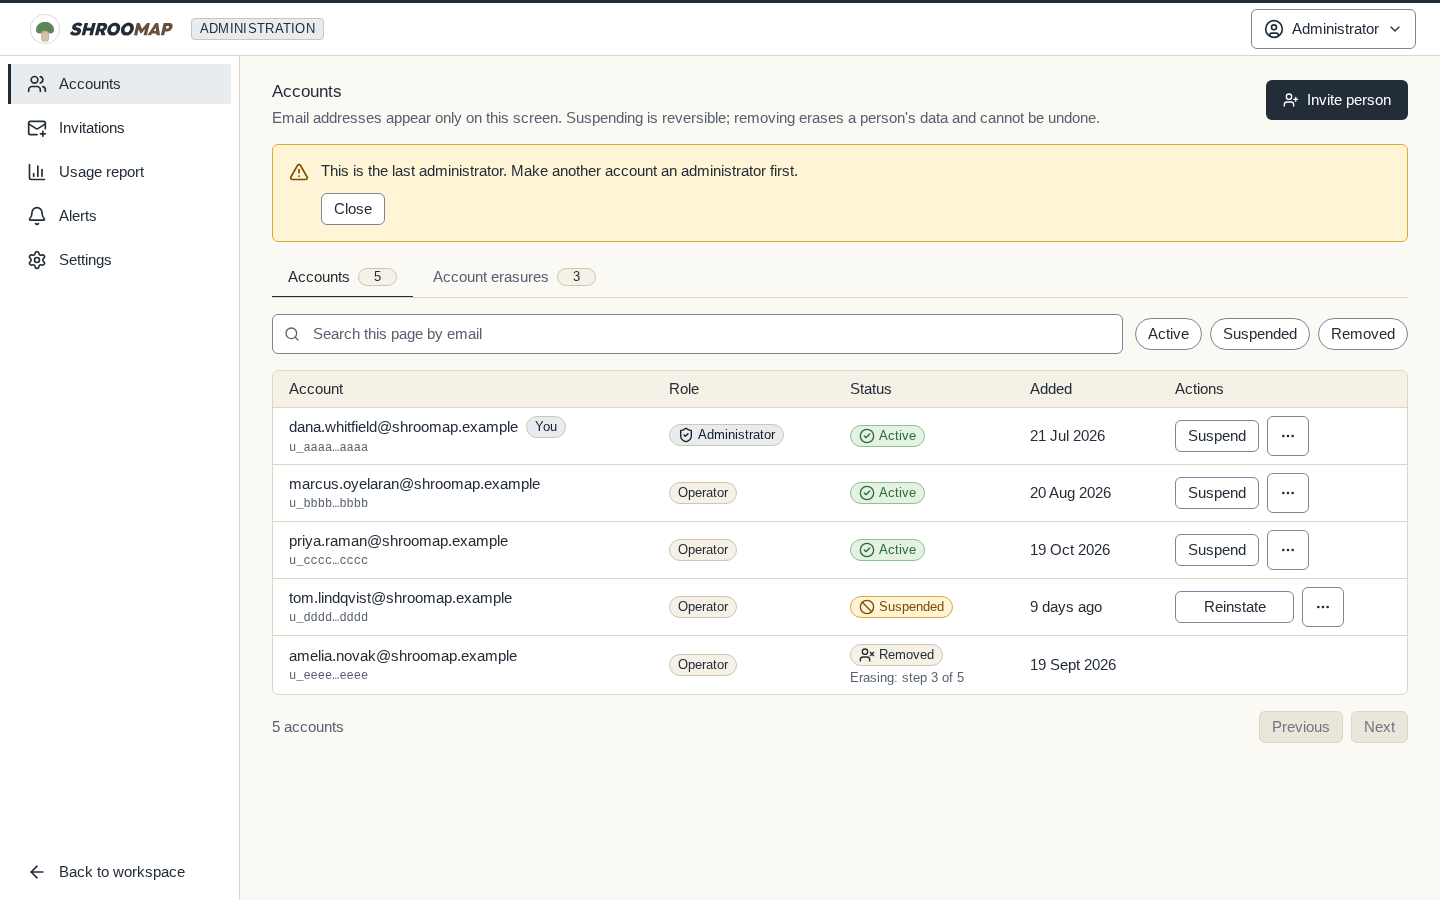 SHROOMAP ADMINISTRATION Administrator
Accounts
Invitations
Usage report
Alerts
Settings
Back to workspace
Accounts
Invite person
Email addresses appear only on this screen. Suspending is reversible; removing erases a person's data and cannot be undone.
This is the last administrator. Make another account an administrator first.
Close
Accounts 5 Account erasures 3
Search this page by email Active Suspended Removed
Account Role Status Added Actions
dana.whitfield@shroomap.example You Administrator Active 21 Jul 2026 Suspend
u_aaaa…aaaa
marcus.oyelaran@shroomap.example Operator Active 20 Aug 2026 Suspend
u_bbbb…bbbb
priya.raman@shroomap.example Operator Active 19 Oct 2026 Suspend
u_cccc…cccc
tom.lindqvist@shroomap.example Operator Suspended 9 days ago Reinstate
u_dddd…dddd
amelia.novak@shroomap.example Operator Removed 19 Sept 2026
u_eeee…eeee Erasing: step 3 of 5
5 accounts Previous Next